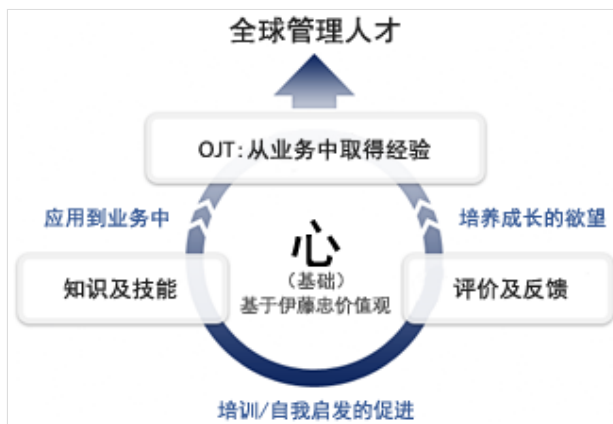 全球管理人才
OJT:从业务中取得经验
应用到业务中
培养成长的欲望
心
(基础)
基于伊藤忠价值观
知识及技能
评价及反馈
培训/自我启发的促进